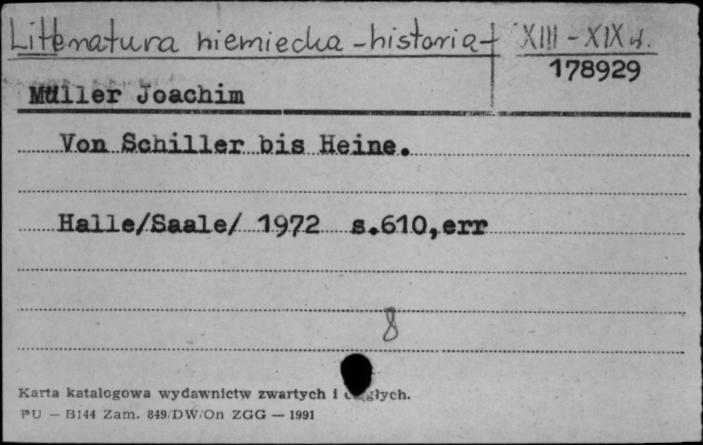 Literatura niemiecka - historia - XIII - XIX w.
178929
Müller Joachim
Von Schiller bis Heine.
Halle/Saale/ 1972 s.610,err
8
Karta katalogowa wydawnictw zwartych i
PU — B144 Zam. 849/DW/On ZGG — 1991